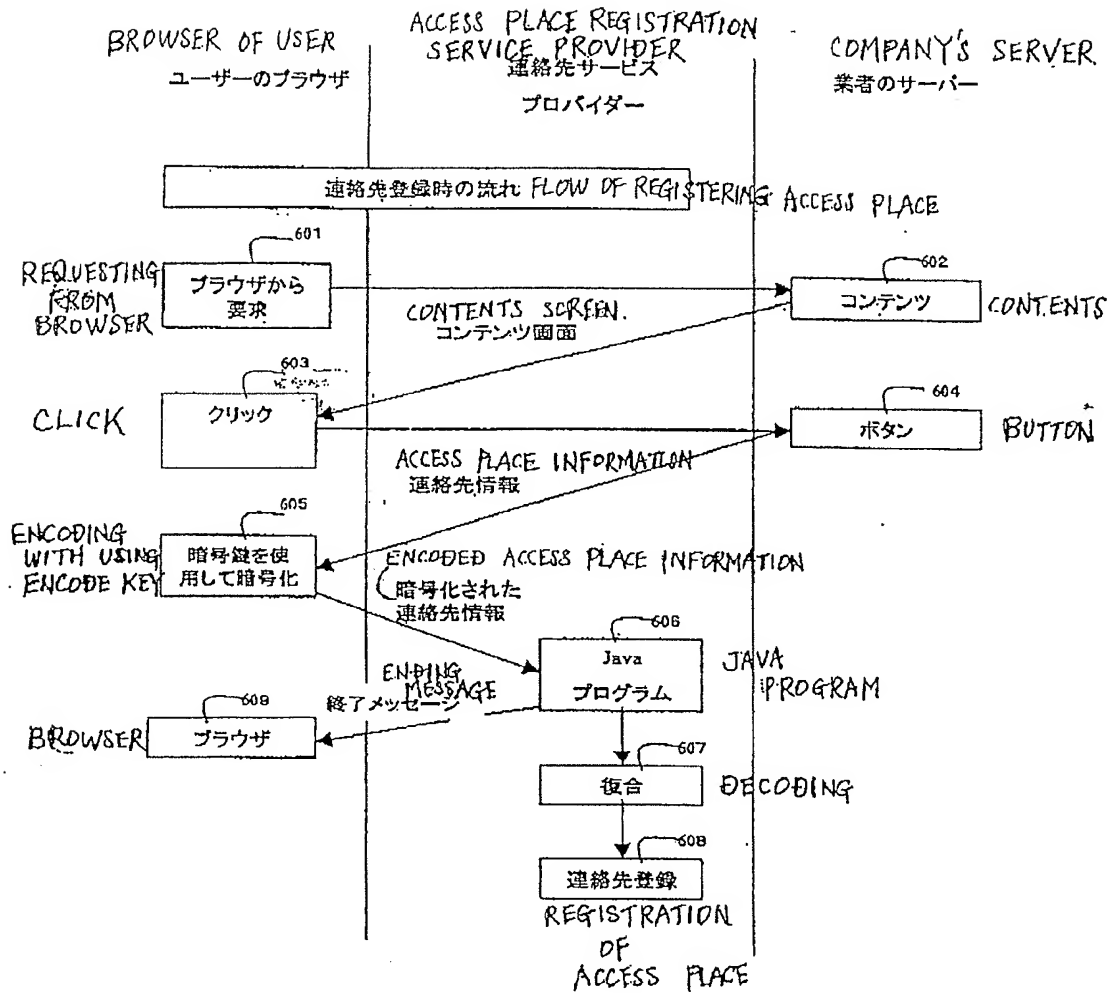 BROWSER OF USER
ユーザーのブラウザ
ACCESS PLACE REGISTRATION
SERVICE PROVIDER
連絡先サービス
プロバイダー
COMPANY'S SERVER
業者のサーバー
連絡先登録時の流れ FLOW OF REGISTERING ACCESS PLACE
601
REQUESTING
FROM
BROWSER
ブラウザから
要求
602
コンテンツ
CONTENTS
CONTENTS SCREEN.
コンテンツ画面
603
CLICK
クリック
604
ボタン
BUTTON
ACCESS PLACE INFORMATION
連絡先情報
605
ENCODING
WITH USING
ENCODE KEY
暗号鍵を使
用して暗号化
ENCODED ACCESS PLACE INFORMATION
暗号化された
連絡先情報
606
Java
プログラム
JAVA
PROGRAM
ENDING
MESSAGE
終了メッセージ
609
BROWSER
ブラウザ
607
復合
DECODING
608
連絡先登録
REGISTRATION
OF
ACCESS PLACE